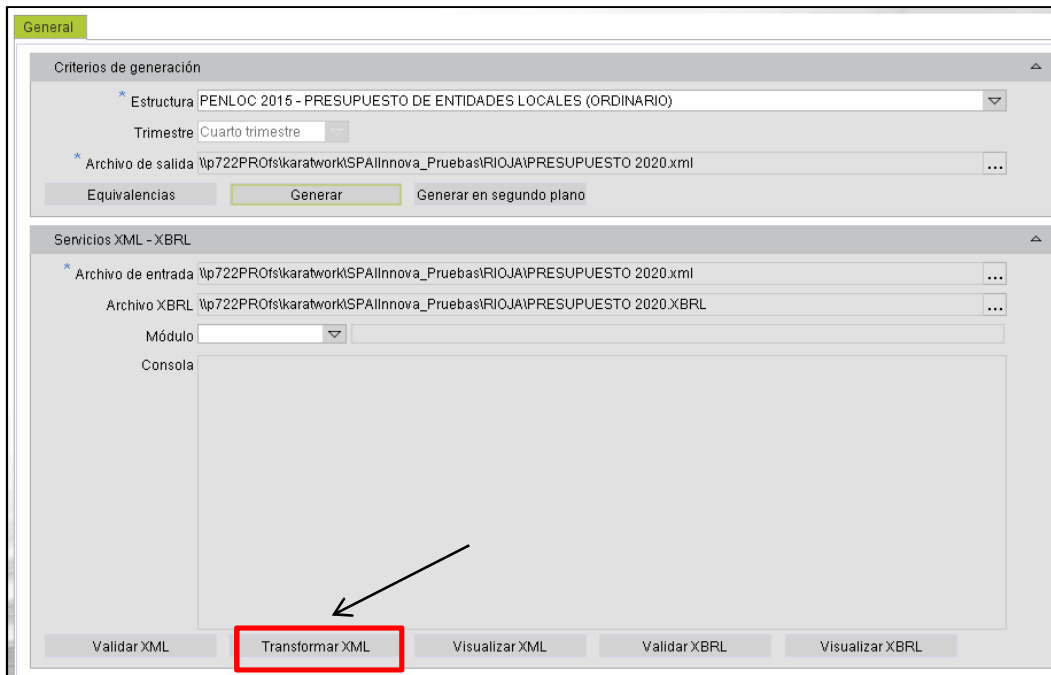 General
Criterios de generación
* Estructura PENLOC 2015 - PRESUPUESTO DE ENTIDADES LOCALES (ORDINARIO)
Trimestre Cuarto trimestre
* Archivo de salida \\p722PROfs\karatwork\SPAIInnova_Pruebas\RIOJA\PRESUPUESTO 2020.xml ...
Equivalencias Generar Generar en segundo plano
Servicios XML - XBRL
* Archivo de entrada \\p722PROfs\karatwork\SPAIInnova_Pruebas\RIOJA\PRESUPUESTO 2020.xml ...
Archivo XBRL \\p722PROfs\karatwork\SPAIInnova_Pruebas\RIOJA\PRESUPUESTO 2020.XBRL ...
Módulo
Consola
Validar XML Transformar XML Visualizar XML Validar XBRL Visualizar XBRL